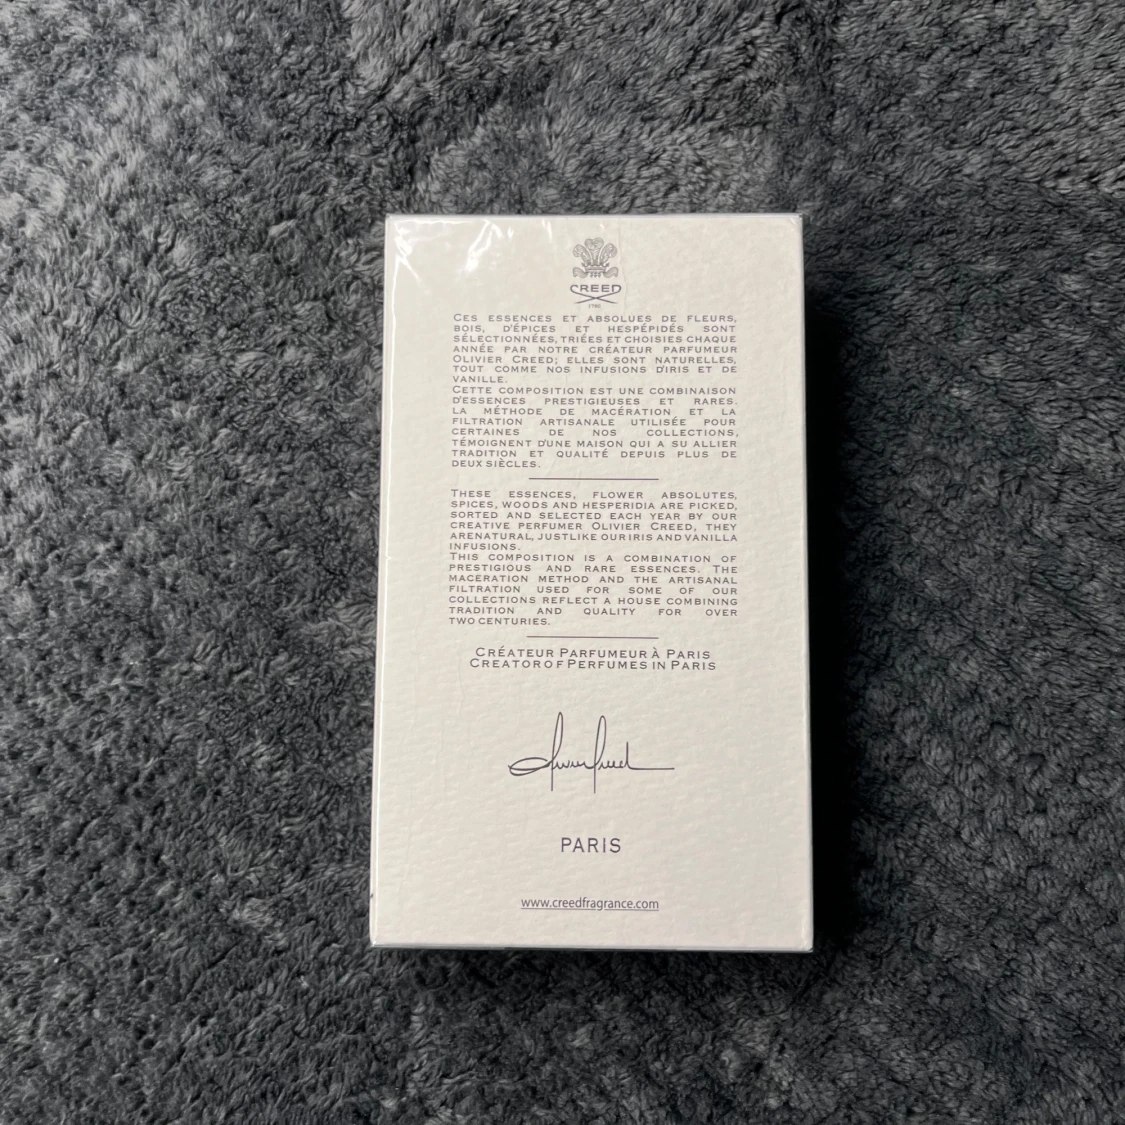 CREED
1760
CES ESSENCES ET ABSOLUES DE FLEURS,
BOIS, D'ÉPICES ET HESPÉPIDÉS SONT
SÉLECTIONNÉES, TRIÉES ET CHOISIES CHAQUE
ANNÉE PAR NOTRE CRÉATEUR PARFUMEUR
OLIVIER CREED; ELLES SONT NATURELLES,
TOUT COMME NOS INFUSIONS D'IRIS ET DE
VANILLE.
CETTE COMPOSITION EST UNE COMBINAISON
D'ESSENCES PRESTIGIEUSES ET RARES.
LA MÉTHODE DE MACÉRATION ET LA
FILTRATION ARTISANALE UTILISÉE POUR
CERTAINES DE NOS COLLECTIONS,
TÉMOIGNENT D'UNE MAISON QUI A SU ALLIER
TRADITION ET QUALITÉ DEPUIS PLUS DE
DEUX SIÈCLES.
THESE ESSENCES, FLOWER ABSOLUTES,
SPICES, WOODS AND HESPERIDIA ARE PICKED,
SORTED AND SELECTED EACH YEAR BY OUR
CREATIVE PERFUMER OLIVIER CREED, THEY
ARENATURAL, JUSTLIKE OUR IRIS AND VANILLA
INFUSIONS.
THIS COMPOSITION IS A COMBINATION OF
PRESTIGIOUS AND RARE ESSENCES. THE
MACERATION METHOD AND THE ARTISANAL
FILTRATION USED FOR SOME OF OUR
COLLECTIONS REFLECT A HOUSE COMBINING
TRADITION AND QUALITY FOR OVER
TWO CENTURIES.
CRÉATEUR PARFUMEUR À PARIS
CREATOR OF PERFUMES IN PARIS
Olivier Creed
PARIS
www.creedfragrance.com